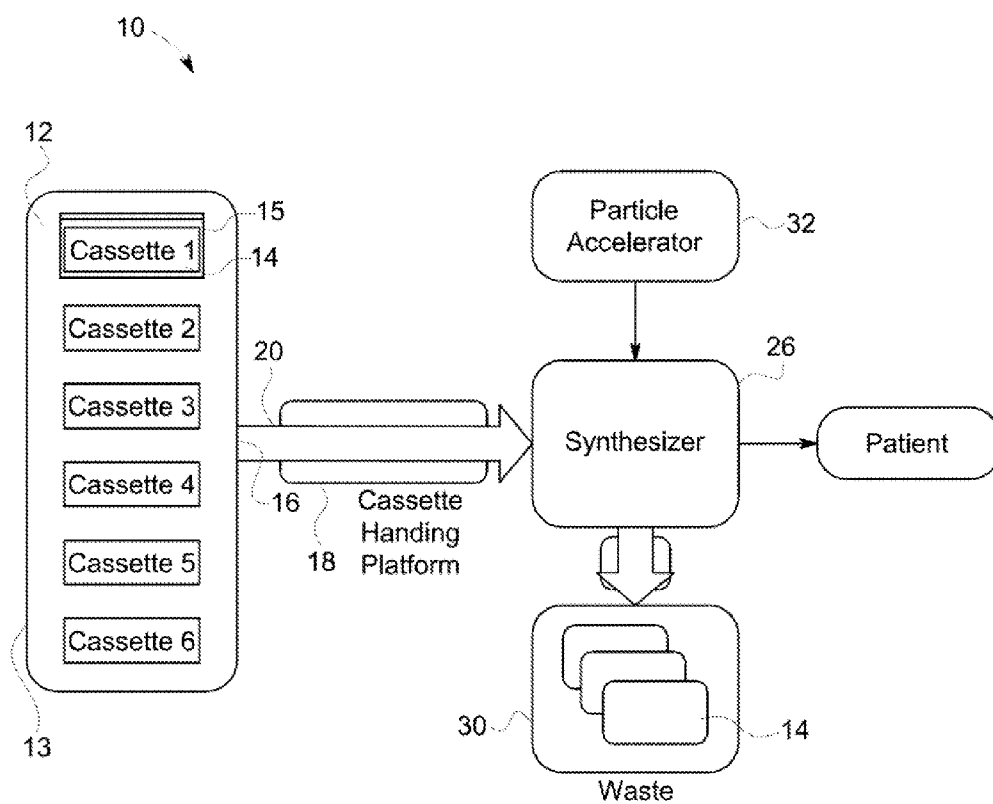 10
12
15
Cassette 1
14
Cassette 2
Cassette 3
Cassette 4
Cassette 5
Cassette 6
13
20
16
18
Cassette
Handing
Platform
Particle
Accelerator
32
26
Synthesizer
Patient
30
14
Waste